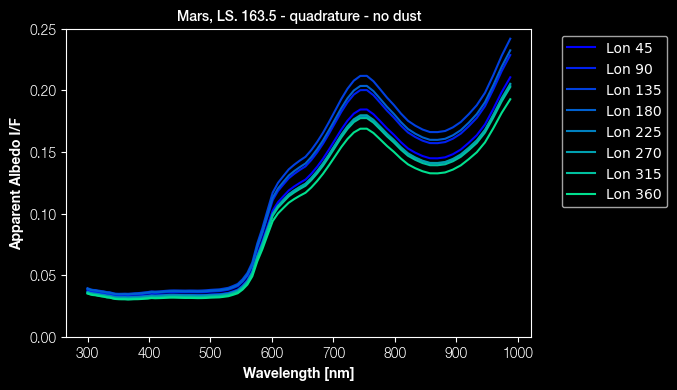 Mars, LS. 163.5 - quadrature - no dust
Apparent Albedo I/F
0.25
0.20
0.15
0.10
0.05
0.00
300 400 500 600 700 800 900 1000
Wavelength [nm]
Lon 45
Lon 90
Lon 135
Lon 180
Lon 225
Lon 270
Lon 315
Lon 360